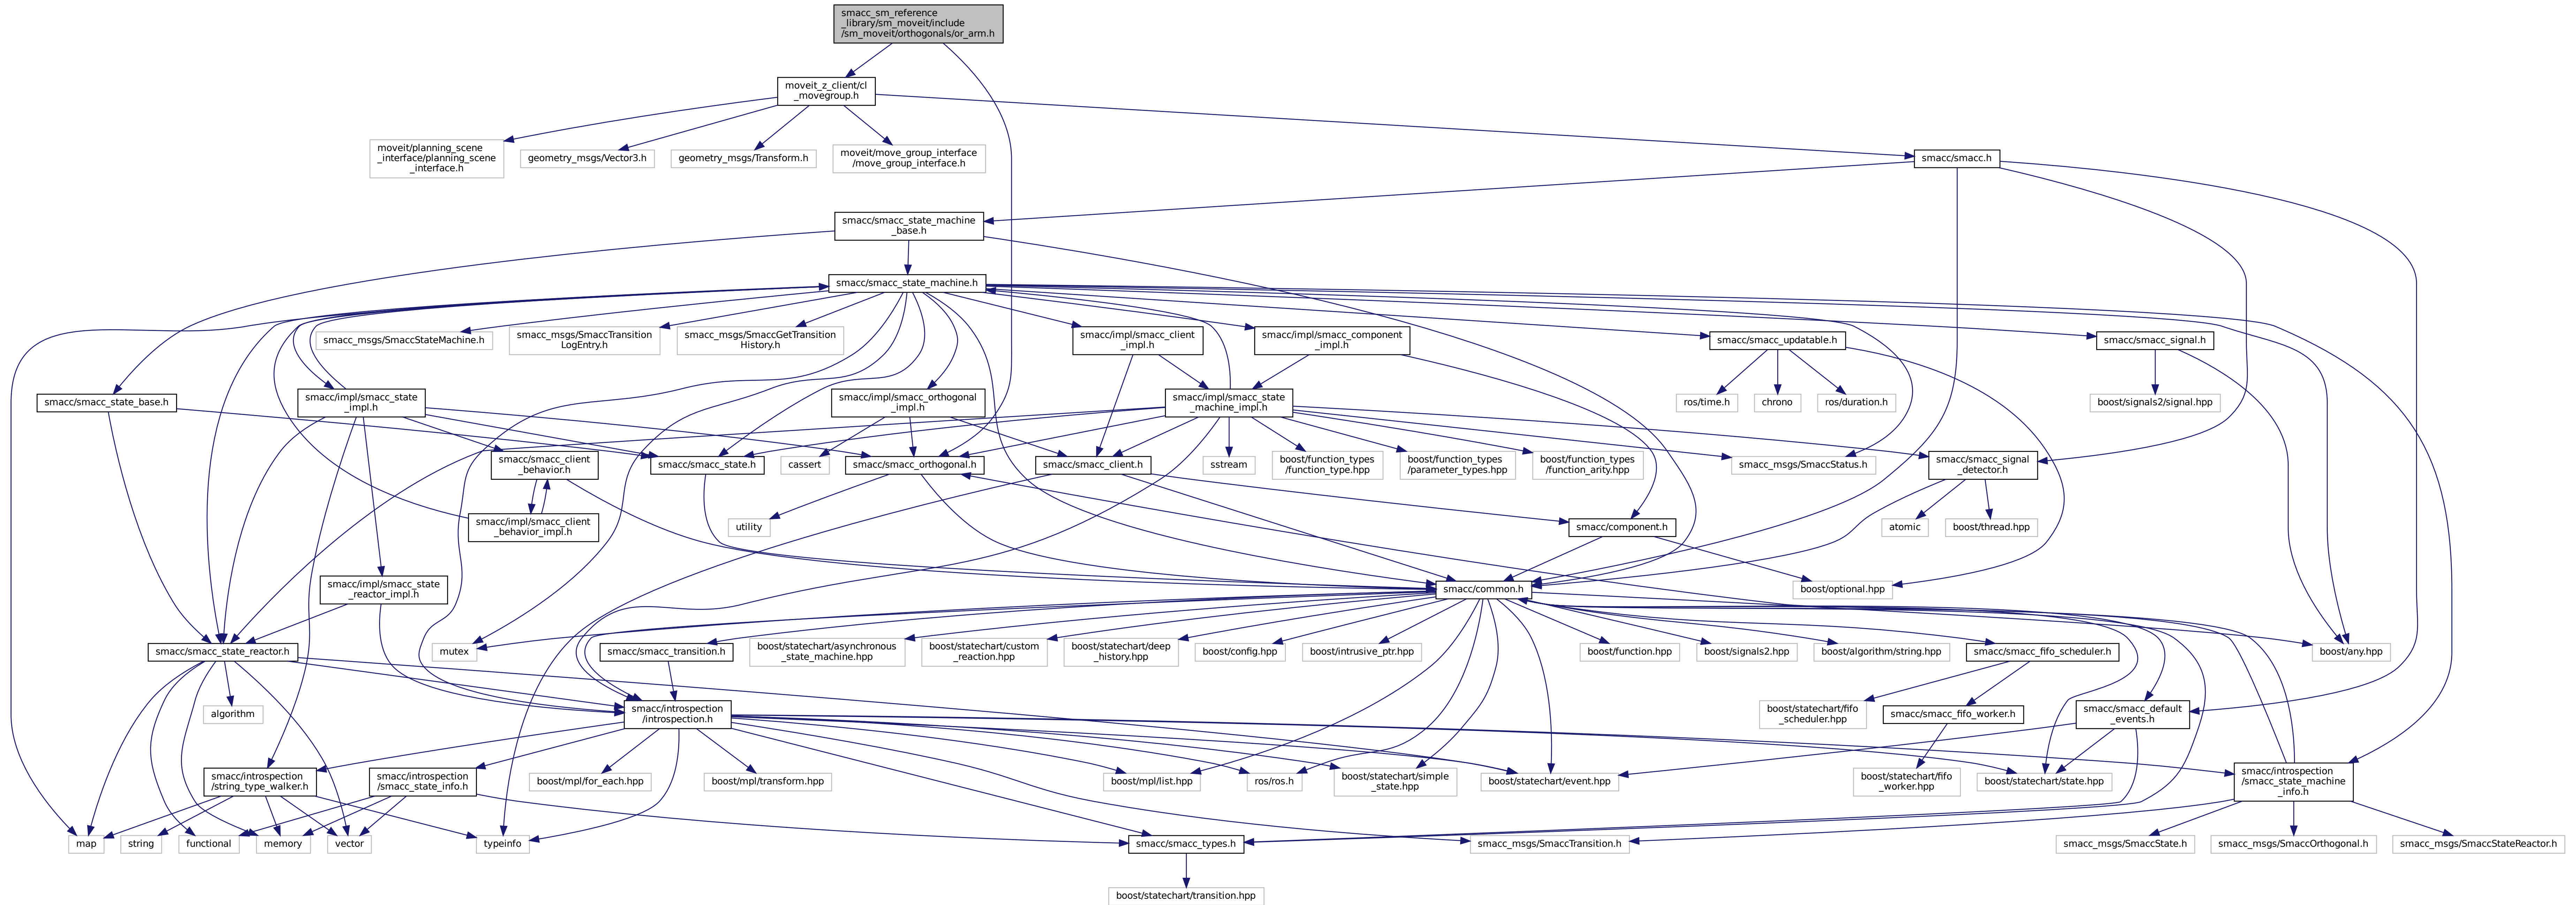 smacc_sm_reference
_library/sm_moveit/include
/sm_moveit/orthogonals/or_arm.h
moveit_z_client/cl
_movegroup.h
moveit/planning_scene
_interface/planning_scene
_interface.h
geometry_msgs/Vector3.h
geometry_msgs/Transform.h
moveit/move_group_interface
/move_group_interface.h
smacc/smacc.h
smacc/smacc_state_machine
_base.h
smacc/smacc_state_machine.h
smacc_msgs/SmaccStateMachine.h
smacc_msgs/SmaccTransition
LogEntry.h
smacc_msgs/SmaccGetTransition
History.h
smacc/impl/smacc_client
_impl.h
smacc/impl/smacc_component
_impl.h
smacc/smacc_updatable.h
smacc/smacc_signal.h
smacc/smacc_state_base.h
smacc/impl/smacc_state
_impl.h
smacc/impl/smacc_orthogonal
_impl.h
smacc/impl/smacc_state
_machine_impl.h
ros/time.h
chrono
ros/duration.h
boost/signals2/signal.hpp
smacc/smacc_client
_behavior.h
smacc/smacc_state.h
cassert
smacc/smacc_orthogonal.h
smacc/smacc_client.h
sstream
boost/function_types
/function_type.hpp
boost/function_types
/parameter_types.hpp
boost/function_types
/function_arity.hpp
smacc_msgs/SmaccStatus.h
smacc/smacc_signal
_detector.h
smacc/impl/smacc_client
_behavior_impl.h
utility
smacc/component.h
atomic
boost/thread.hpp
smacc/impl/smacc_state
_reactor_impl.h
smacc/common.h
boost/optional.hpp
smacc/smacc_state_reactor.h
mutex
smacc/smacc_transition.h
boost/statechart/asynchronous
_state_machine.hpp
boost/statechart/custom
_reaction.hpp
boost/statechart/deep
_history.hpp
boost/config.hpp
boost/intrusive_ptr.hpp
boost/function.hpp
boost/signals2.hpp
boost/algorithm/string.hpp
smacc/smacc_fifo_scheduler.h
boost/any.hpp
algorithm
smacc/introspection
/introspection.h
boost/statechart/fifo
_scheduler.hpp
smacc/smacc_fifo_worker.h
smacc/smacc_default
_events.h
smacc/introspection
/string_type_walker.h
smacc/introspection
/smacc_state_info.h
boost/mpl/for_each.hpp
boost/mpl/transform.hpp
boost/mpl/list.hpp
ros/ros.h
boost/statechart/simple
_state.hpp
boost/statechart/event.hpp
boost/statechart/fifo
_worker.hpp
boost/statechart/state.hpp
smacc/introspection
/smacc_state_machine
_info.h
map
string
functional
memory
vector
typeinfo
smacc/smacc_types.h
smacc_msgs/SmaccTransition.h
smacc_msgs/SmaccState.h
smacc_msgs/SmaccOrthogonal.h
smacc_msgs/SmaccStateReactor.h
boost/statechart/transition.hpp